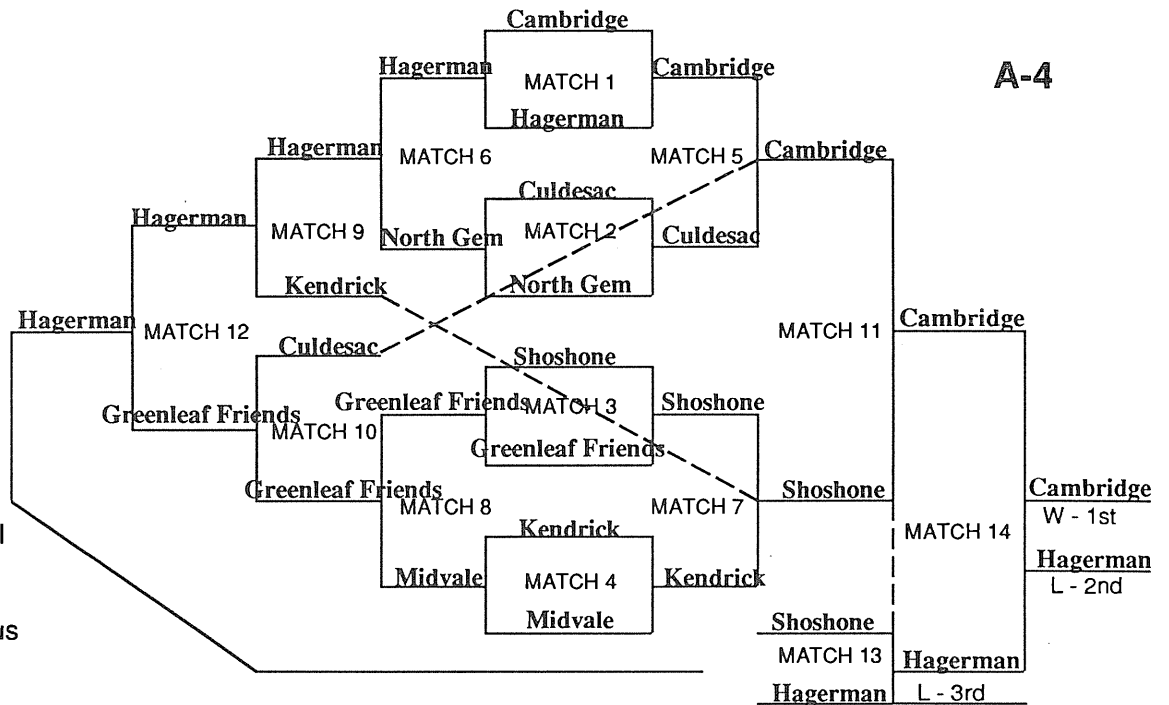 Cambridge
Hagerman
MATCH 1
Cambridge
A-4
Hagerman
Hagerman
MATCH 6
MATCH 5
Cambridge
Culdesac
Hagerman
MATCH 9
North Gem
MATCH 2
Culdesac
Kendrick
North Gem
Hagerman
MATCH 12
MATCH 11
Cambridge
Culdesac
Shoshone
Greenleaf Friends
MATCH 3
Shoshone
Greenleaf Friends
MATCH 10
Greenleaf Friends
Greenleaf Friends
MATCH 8
MATCH 7
Shoshone
Cambridge
W - 1st
Kendrick
MATCH 14
Hagerman
L - 2nd
Midvale
MATCH 4
Kendrick
Midvale
Shoshone
MATCH 13
Hagerman
Hagerman
L - 3rd